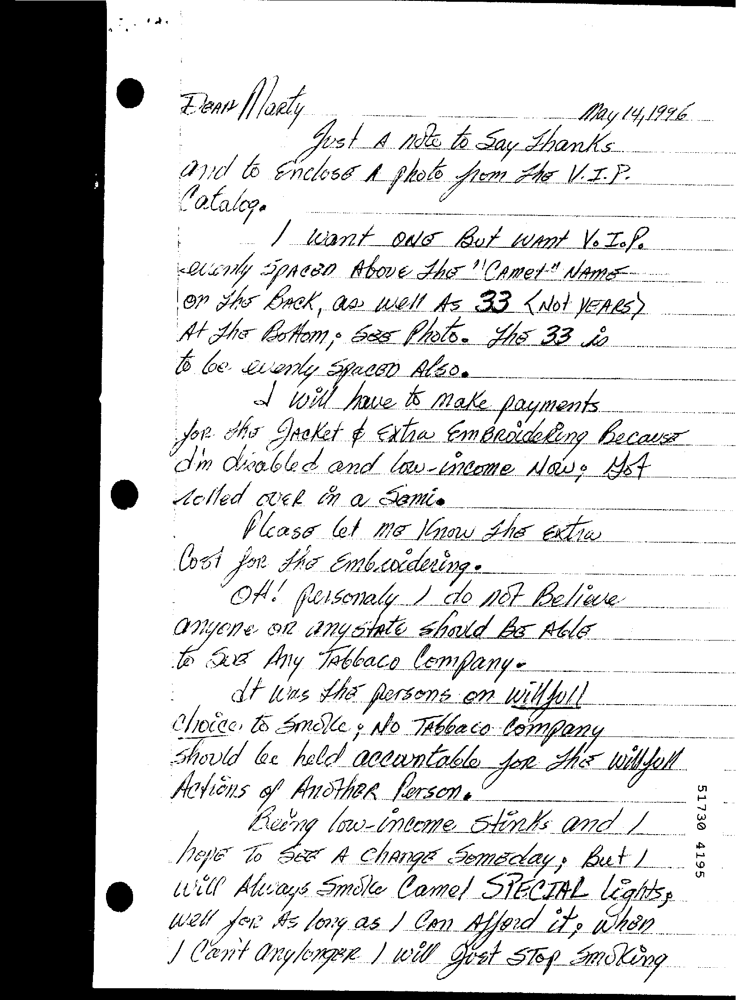 Dear Marty
May 14, 1996
Just A note to Say Thanks
and to Enclose A photo from The V.I.P.
Catalog.
I want ONE But WANT V.I.P.
evenly SPACED Above The "CAMEL" NAME
on The BACK, as well As 33 (Not YEARS)
At The Bottom; SEE Photo. The 33 is
to be evenly SPACED Also.
I will have to make payments
for the JACKET & Extra EMBROIDERing Because
I'm disabled and low-income Now; Got
rolled over in a Semi.
Please let me Know The Extra
Cost for The Embroidering.
OH! personaly I do not Believe
anyone or any STATE should BE Able
to SUE Any TAbbaco Company.
It was the persons on willfull
choice to Smoke; No TAbbaco Company
should be held accountable for The willfull
Actions of Another Person.
Being low-income Stinks and I
hope To SEE A CHANGE Someday; But I
will Always Smoke Camel SPECIAL lights;
well for As long as I Can Afford it; when
I Can't anylonger I will just STOP Smoking
51730 4195